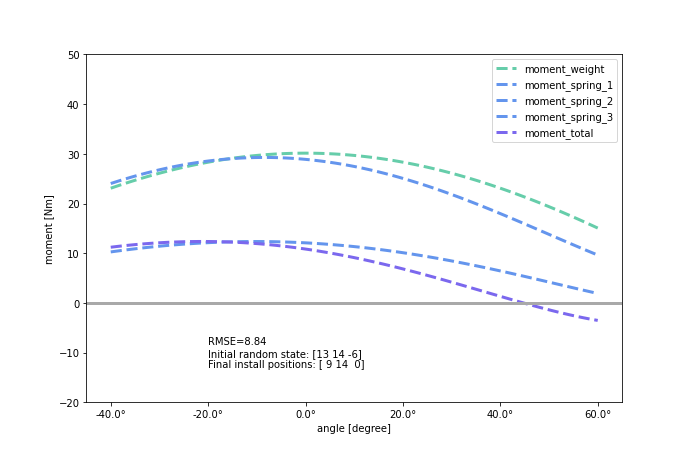 50
moment_weight
moment_spring_1
moment_spring_2
moment_spring_3
moment_total
40
30
20
moment [Nm]
10
0
RMSE=8.84
Initial random state: [13 14 -6]
Final install positions: [ 9 14  0]
−10
−20
-40.0° -20.0° 0.0° 20.0° 40.0° 60.0°
angle [degree]